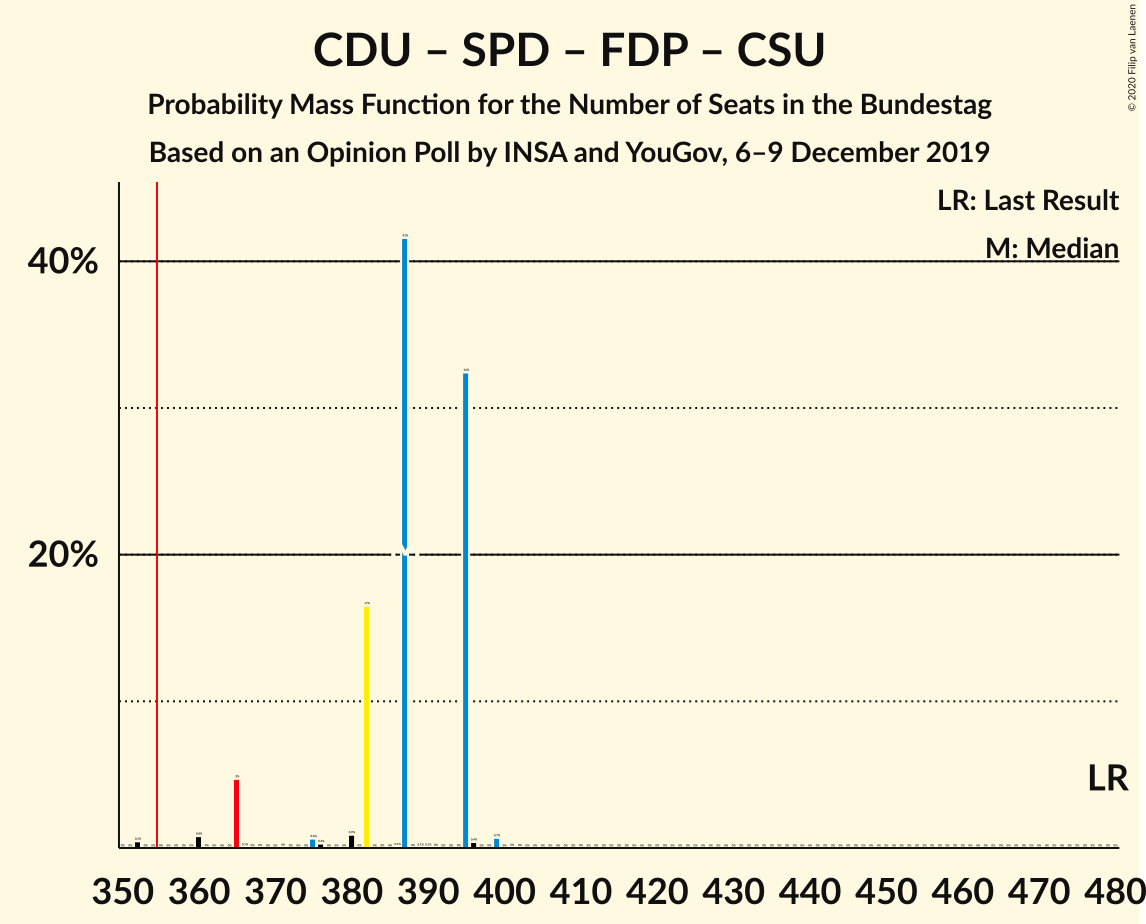 CDU – SPD – FDP – CSU
Probability Mass Function for the Number of Seats in the Bundestag
Based on an Opinion Poll by INSA and YouGov, 6–9 December 2019
© 2020 Filip van Laenen
LR: Last Result
M: Median
40%
20%
LR
350 360 370 380 390 400 410 420 430 440 450 460 470 480